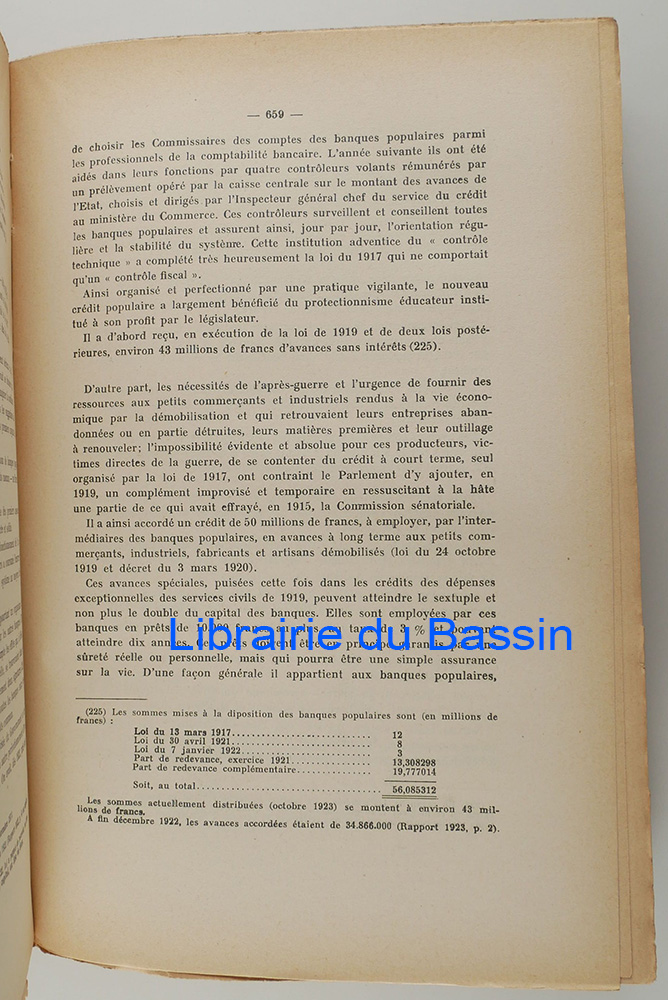 — 659 —
de choisir les Commissaires des comptes des banques populaires parmi
les professionnels de la comptabilité bancaire. L'année suivante ils ont été
aidés dans leurs fonctions par quatre contrôleurs volants rémunérés par
un prélèvement opéré par la caisse centrale sur le montant des avances de
l'Etat, choisis et dirigés par l'Inspecteur général chef du service du crédit
au ministère du Commerce. Ces contrôleurs surveillent et conseillent toutes
les banques populaires et assurent ainsi, jour par jour, l'orientation régu-
lière et la stabilité du système. Cette institution adventice du « contrôle
technique » a complété très heureusement la loi du 1917 qui ne comportait
qu'un « contrôle fiscal ».
Ainsi organisé et perfectionné par une pratique vigilante, le nouveau
crédit populaire a largement bénéficié du protectionnisme éducateur insti-
tué à son profit par le législateur.
Il a d'abord reçu, en exécution de la loi de 1919 et de deux lois posté-
rieures, environ 43 millions de francs d'avances sans intérêts (225).
D'autre part, les nécessités de l'après-guerre et l'urgence de fournir des
ressources aux petits commerçants et industriels rendus à la vie écono-
mique par la démobilisation et qui retrouvaient leurs entreprises aban-
données ou en partie détruites, leurs matières premières et leur outillage
à renouveler; l'impossibilité évidente et absolue pour ces producteurs, vic-
times directes de la guerre, de se contenter du crédit à court terme, seul
organisé par la loi de 1917, ont contraint le Parlement d'y ajouter, en
1919, un complément improvisé et temporaire en ressuscitant à la hâte
une partie de ce qui avait effrayé, en 1915, la Commission sénatoriale.
Il a ainsi accordé un crédit de 50 millions de francs, à employer, par l'inter-
médiaires des banques populaires, en avances à long terme aux petits com-
merçants, industriels, fabricants et artisans démobilisés (loi du 24 octobre
1919 et décret du 3 mars 1920).
Ces avances spéciales, puisées cette fois dans les crédits des dépenses
exceptionnelles des services civils de 1919, peuvent atteindre le sextuple et
non plus le double du capital des banques. Elles sont employées par ces
banques en prêts de 10.000 francs au plus, au taux de 3 % et pouvant
atteindre dix années. Ces prêts doivent être en principe garantis par une
sûreté réelle ou personnelle, mais qui pourra être une simple assurance
sur la vie. D'une façon générale il appartient aux banques populaires,
Librairie du Bassin
(225) Les sommes mises à la diposition des banques populaires sont (en millions de
francs) :
Loi du 13 mars 1917............................ 12
Loi du 30 avril 1921............................ 8
Loi du 7 janvier 1922.......................... 3
Part de redevance, exercice 1921................ 13,308298
Part de redevance complémentaire............... 19,777014
Soit, au total.................................... 56,085312
Les sommes actuellement distribuées (octobre 1923) se montent à environ 43 mil-
lions de francs.
A fin décembre 1922, les avances accordées étaient de 34.866.000 (Rapport 1923, p. 2).